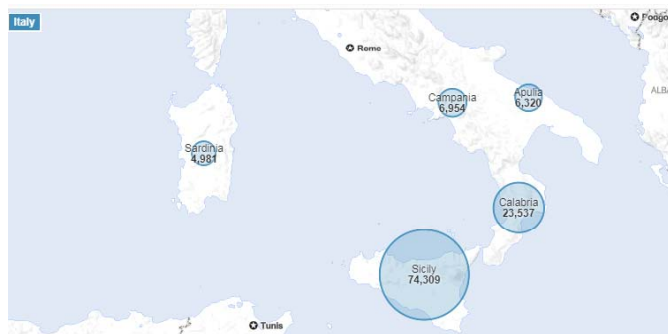 Italy
Podgo
Rome
Campania
6,954
Apulia
6,320
ALBA
Sardinia
4,981
Calabria
23,537
Sicily
74,309
Tunis